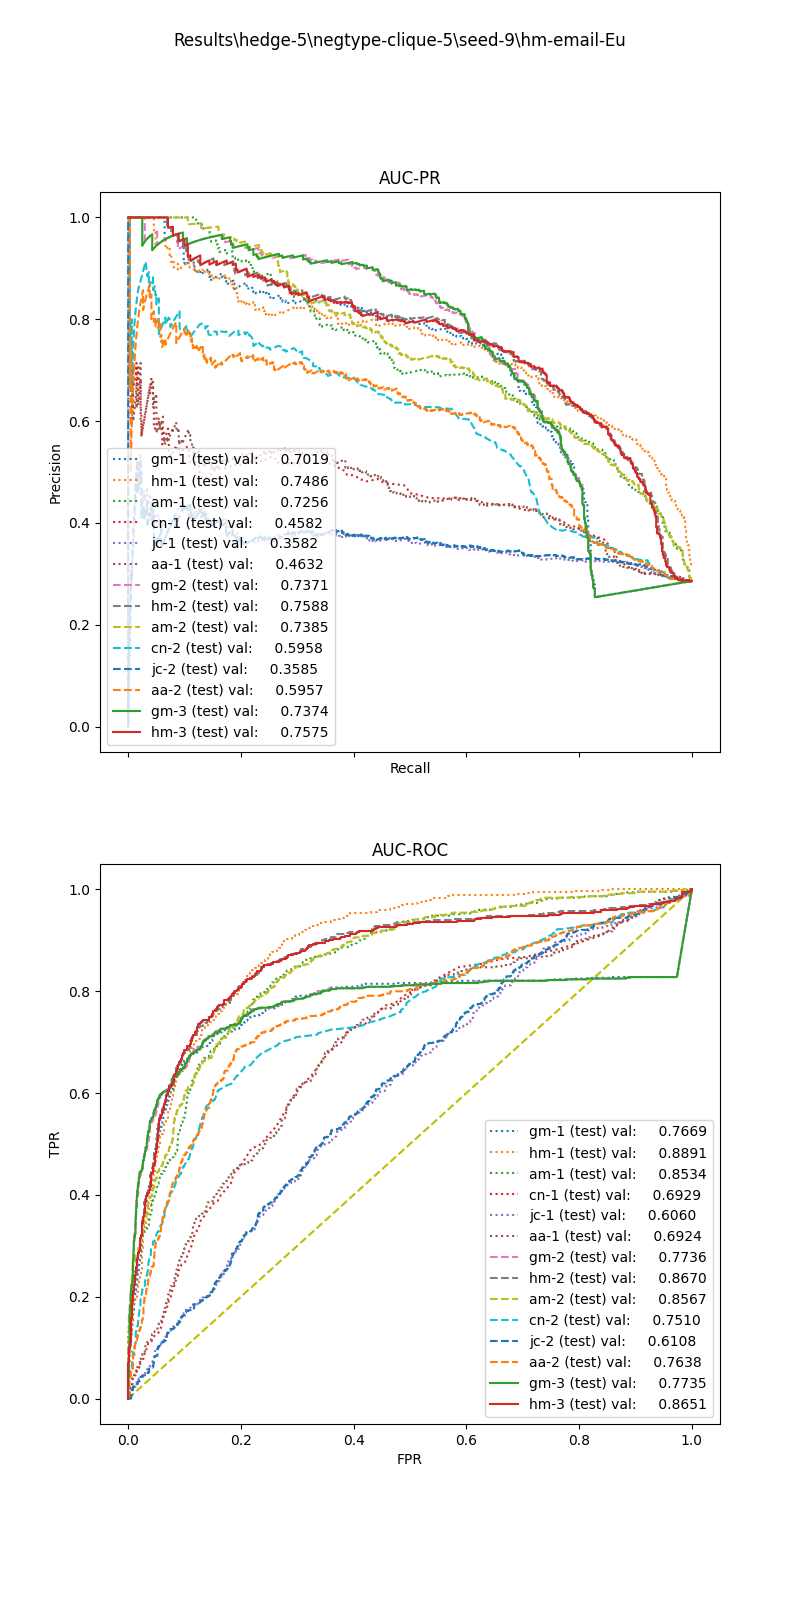 Results\hedge-5\negtype-clique-5\seed-9\hm-email-Eu
AUC-PR
1.0
0.8
0.6
0.4
0.2
0.0
Precision
gm-1 (test) val: 0.7019
hm-1 (test) val: 0.7486
am-1 (test) val: 0.7256
cn-1 (test) val: 0.4582
jc-1 (test) val: 0.3582
aa-1 (test) val: 0.4632
gm-2 (test) val: 0.7371
hm-2 (test) val: 0.7588
am-2 (test) val: 0.7385
cn-2 (test) val: 0.5958
jc-2 (test) val: 0.3585
aa-2 (test) val: 0.5957
gm-3 (test) val: 0.7374
hm-3 (test) val: 0.7575
Recall
AUC-ROC
1.0
0.8
0.6
0.4
0.2
0.0
TPR
gm-1 (test) val: 0.7669
hm-1 (test) val: 0.8891
am-1 (test) val: 0.8534
cn-1 (test) val: 0.6929
jc-1 (test) val: 0.6060
aa-1 (test) val: 0.6924
gm-2 (test) val: 0.7736
hm-2 (test) val: 0.8670
am-2 (test) val: 0.8567
cn-2 (test) val: 0.7510
jc-2 (test) val: 0.6108
aa-2 (test) val: 0.7638
gm-3 (test) val: 0.7735
hm-3 (test) val: 0.8651
0.0 0.2 0.4 0.6 0.8 1.0
FPR